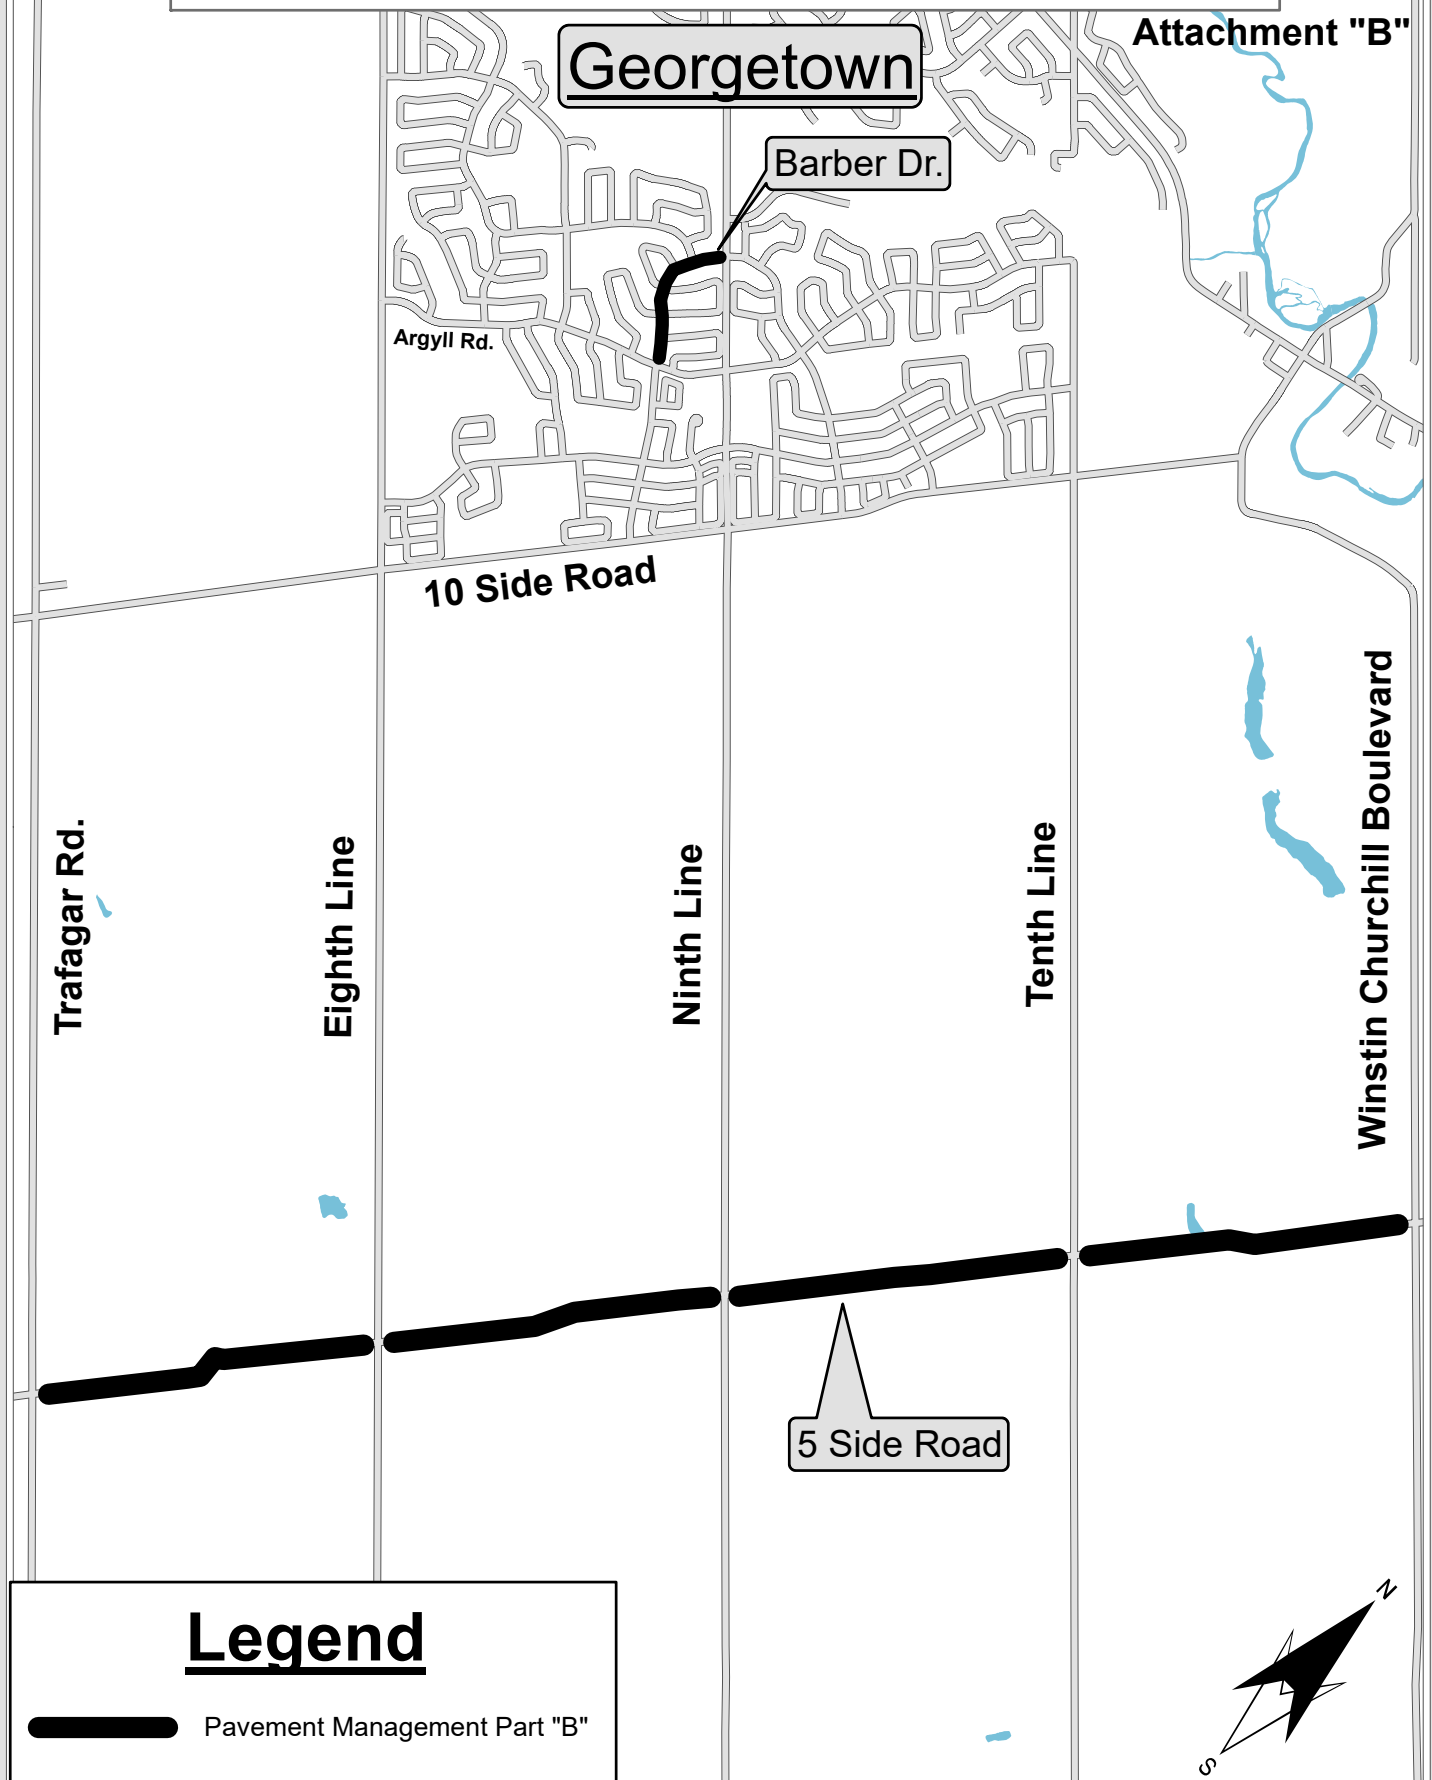 Attachment "B"
Georgetown
Barber Dr.
Argyll Rd.
10 Side Road
Trafagar Rd.
Eighth Line
Ninth Line
Tenth Line
Winstin Churchill Boulevard
5 Side Road
Legend
Pavement Management Part "B"
N
S